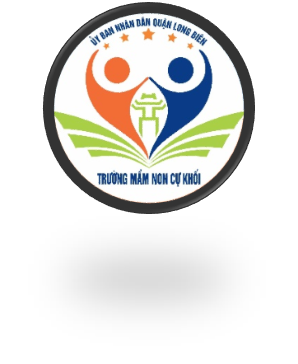 ỦY BAN NHÂN DÂN QUẬN LONG BIÊN
TRƯỜNG MẦM NON CỰ KHỐI